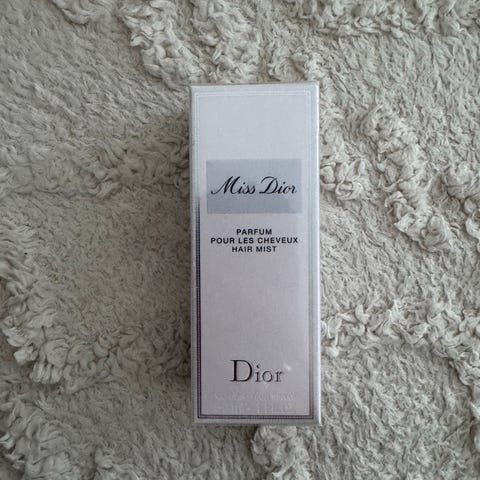 Miss Dior
PARFUM
POUR LES CHEVEUX
HAIR MIST
Dior